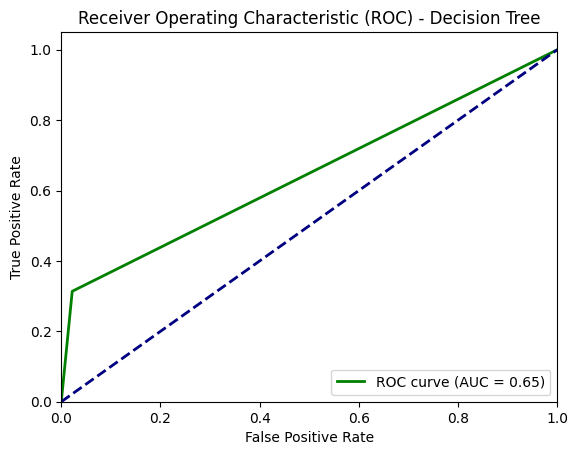 Receiver Operating Characteristic (ROC) - Decision Tree
True Positive Rate
1.0
0.8
0.6
0.4
0.2
0.0
ROC curve (AUC = 0.65)
0.0 0.2 0.4 0.6 0.8 1.0
False Positive Rate